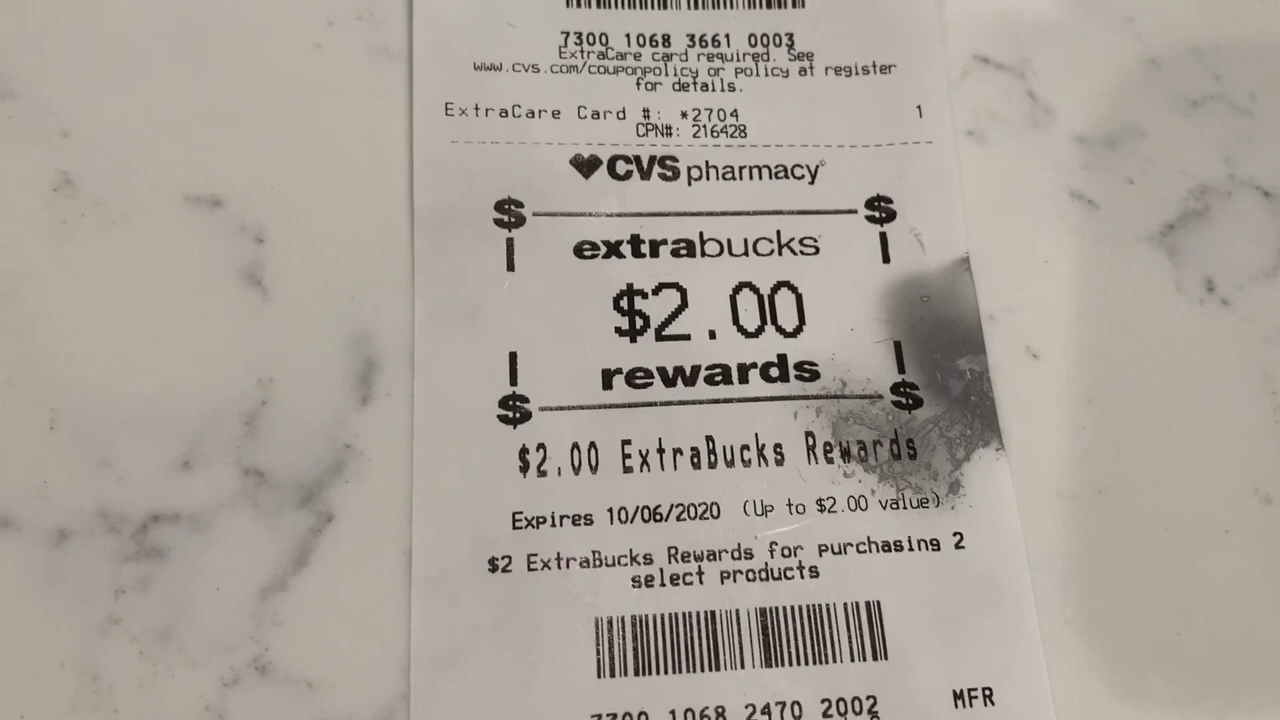 7300 1068 3661 0003
ExtraCare card required. See
www.cvs.com/couponpolicy or policy at register
for details.
ExtraCare Card #: *2704 1
CPN#: 216428
CVS pharmacy
$ $
extrabucks
$2.00
rewards
$ $
$2.00 ExtraBucks Rewards
Expires 10/06/2020 (Up to $2.00 value)
$2 ExtraBucks Rewards for purchasing 2
select products
7300 1068 2470 2002 MFR